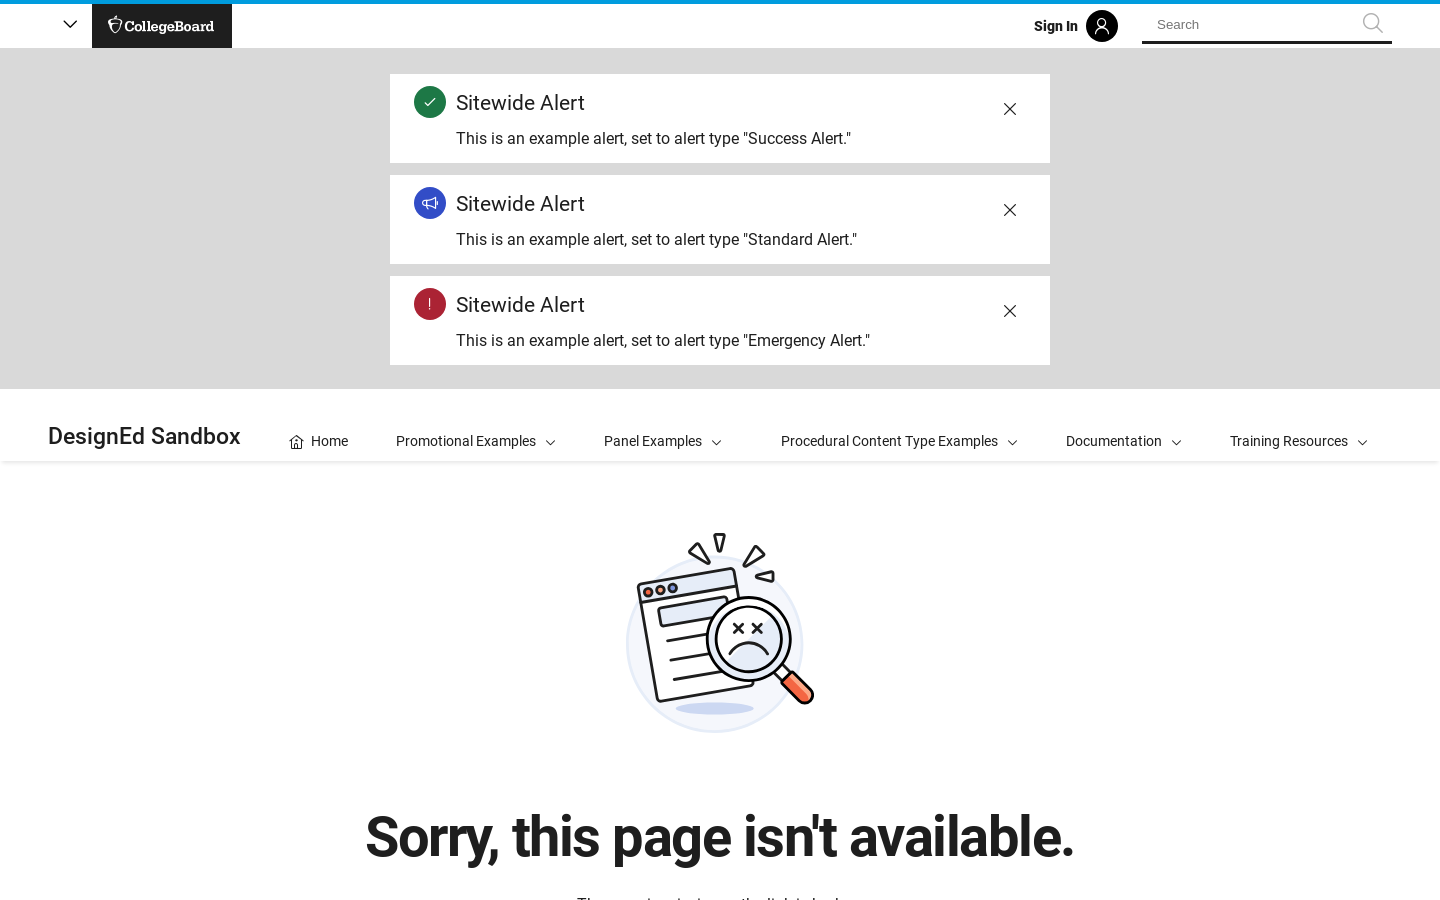 CollegeBoard
Sign In
Search
Sitewide Alert
This is an example alert, set to alert type "Success Alert."
Sitewide Alert
This is an example alert, set to alert type "Standard Alert."
Sitewide Alert
This is an example alert, set to alert type "Emergency Alert."
DesignEd Sandbox
Home
Promotional Examples
Panel Examples
Procedural Content Type Examples
Documentation
Training Resources
Sorry, this page isn't available.